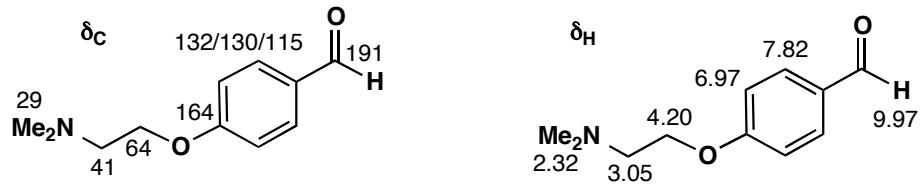 δC
O
132/130/115
191
H
29
164
Me2N
64
O
41
δH
O
7.82
6.97
H
4.20
9.97
Me2N
O
2.32
3.05